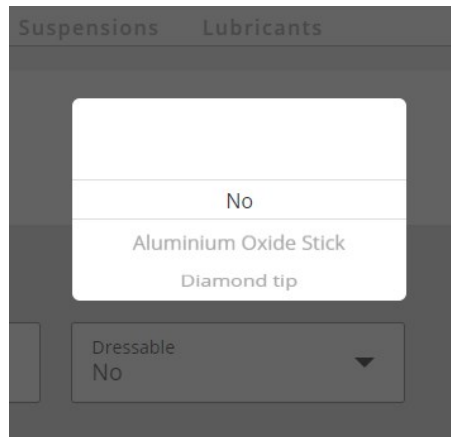 Suspensions Lubricants
No
Aluminium Oxide Stick
Diamond tip
Dressable
No